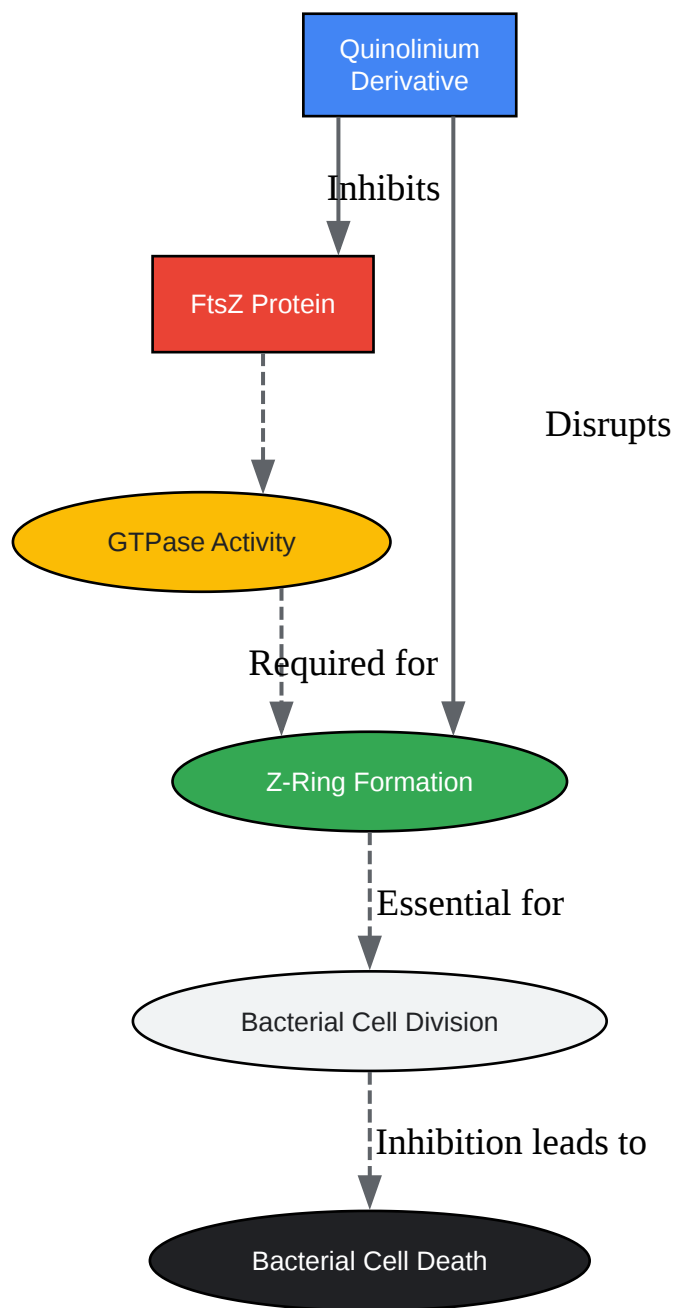 Quinolinium
Derivative
Inhibits
FtsZ Protein
Disrupts
GTPase Activity
Required for
Z-Ring Formation
Essential for
Bacterial Cell Division
Inhibition leads to
Bacterial Cell Death